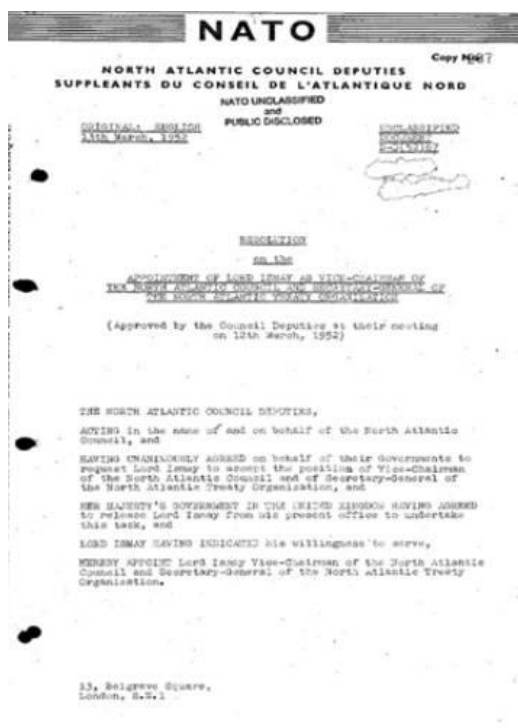 NATO
Copy
NORTH ATLANTIC COUNCIL DEPUTIES
SUPPLEANTS DU CONSEIL DE L'ATLANTIQUE NORD
NATO UNCLASSIFIED
and
PUBLIC DISCLOSED
ORIGINAL: ENGLISH
13th March, 1952
UNCLASSIFIED
DOCUMENT
RESOLUTION
on the
APPOINTMENT OF LORD ISMAY AS VICE-CHAIRMAN OF
THE NORTH ATLANTIC COUNCIL AND SECRETARY-GENERAL OF
THE NORTH ATLANTIC TREATY ORGANISATION
(Approved by the Council Deputies at their meeting
on 12th March, 1952)
THE NORTH ATLANTIC COUNCIL DEPUTIES,
ACTING in the name of and on behalf of the North Atlantic
Council, and
HAVING UNANIMOUSLY AGREED on behalf of their Governments to
request Lord Ismay to accept the position of Vice-Chairman
of the North Atlantic Council and of Secretary-General of
the North Atlantic Treaty Organisation, and
HER MAJESTY'S GOVERNMENT IN THE UNITED KINGDOM HAVING AGREED
to release Lord Ismay from his present office to undertake
this task, and
LORD ISMAY HAVING INDICATED his willingness to serve,
HEREBY APPOINT Lord Ismay Vice-Chairman of the North Atlantic
Council and Secretary-General of the North Atlantic Treaty
Organisation.
13, Belgrave Square,
London, S.W.1